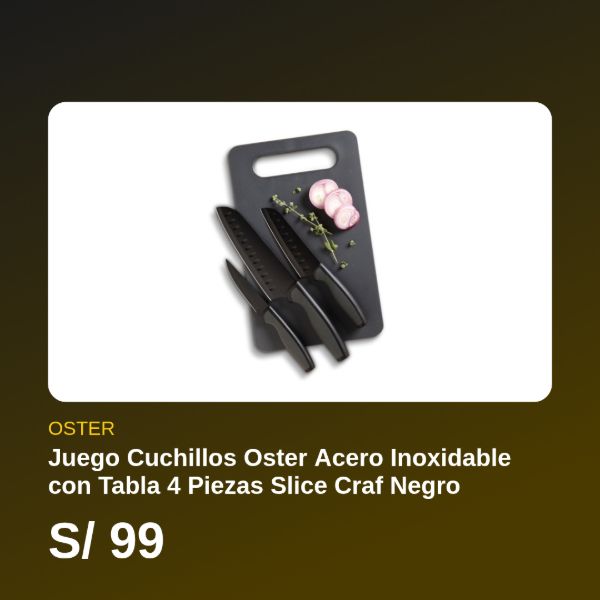 OSTER
Juego Cuchillos Oster Acero Inoxidable
con Tabla 4 Piezas Slice Craf Negro
S/ 99